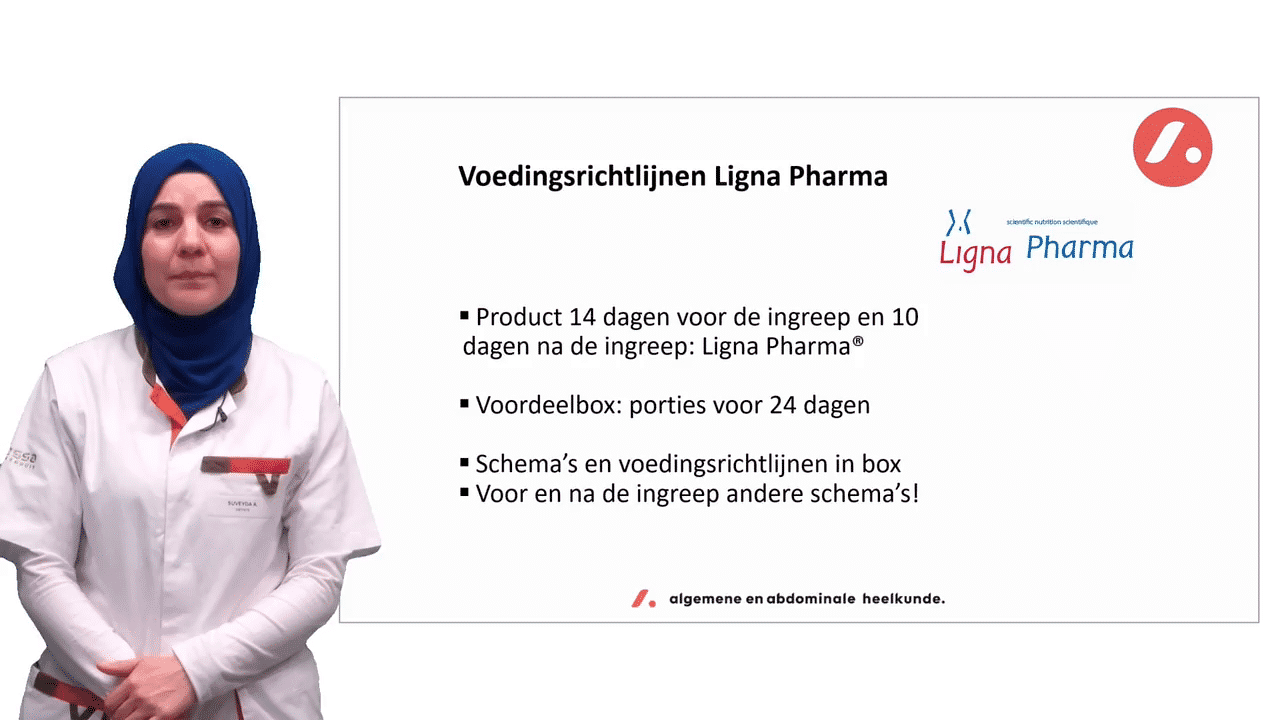 Voedingsrichtlijnen Ligna Pharma
scientific nutrition scientifique
Ligna Pharma
▪ Product 14 dagen voor de ingreep en 10
dagen na de ingreep: Ligna Pharma®
▪ Voordeelbox: porties voor 24 dagen
▪ Schema’s en voedingsrichtlijnen in box
▪ Voor en na de ingreep andere schema’s!
algemene en abdominale heelkunde.
SUVEYDA A.